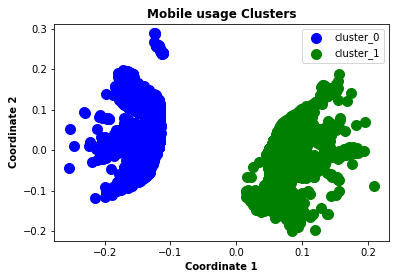 Mobile usage Clusters
cluster_0
cluster_1
Coordinate 2
0.3
0.2
0.1
0.0
−0.1
−0.2
−0.2
−0.1
0.0
0.1
0.2
Coordinate 1